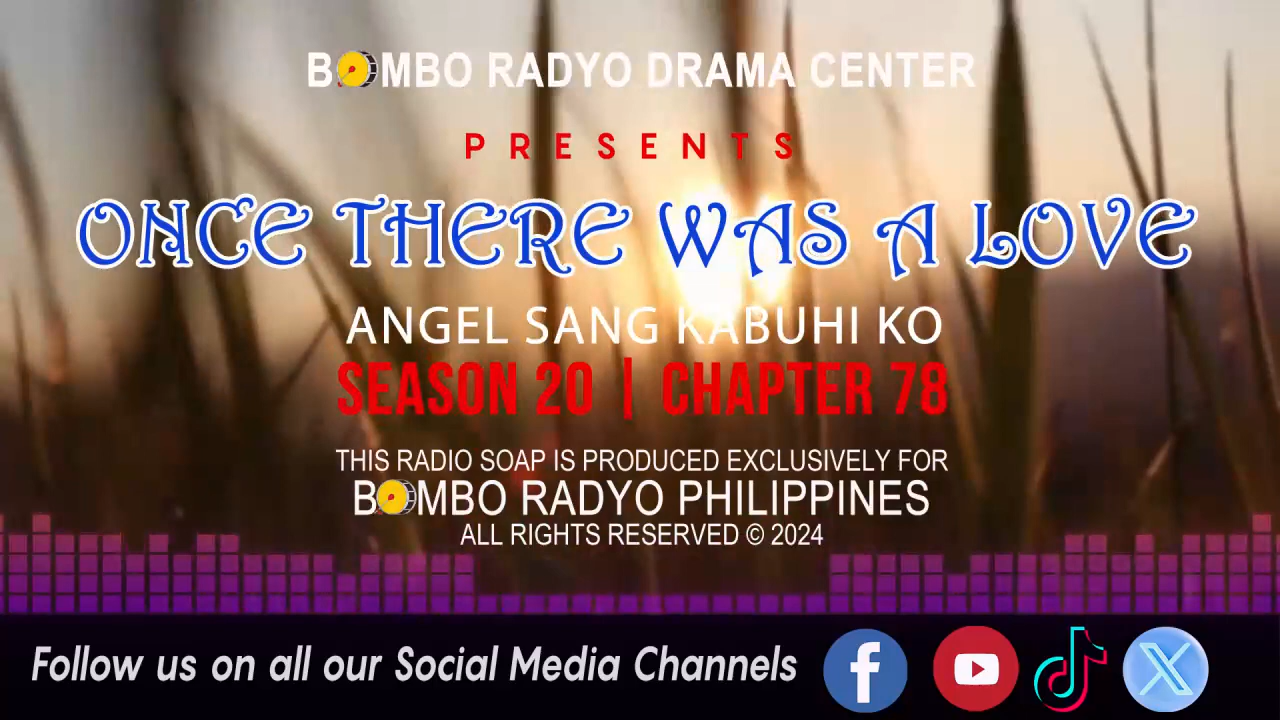 BOMBO RADYO DRAMA CENTER
PRESENTS
ONCE THERE WAS A LOVE
ANGEL SANG KABUHI KO
SEASON 20 | CHAPTER 78
THIS RADIO SOAP IS PRODUCED EXCLUSIVELY FOR
BOMBO RADYO PHILIPPINES
ALL RIGHTS RESERVED © 2024
Follow us on all our Social Media Channels